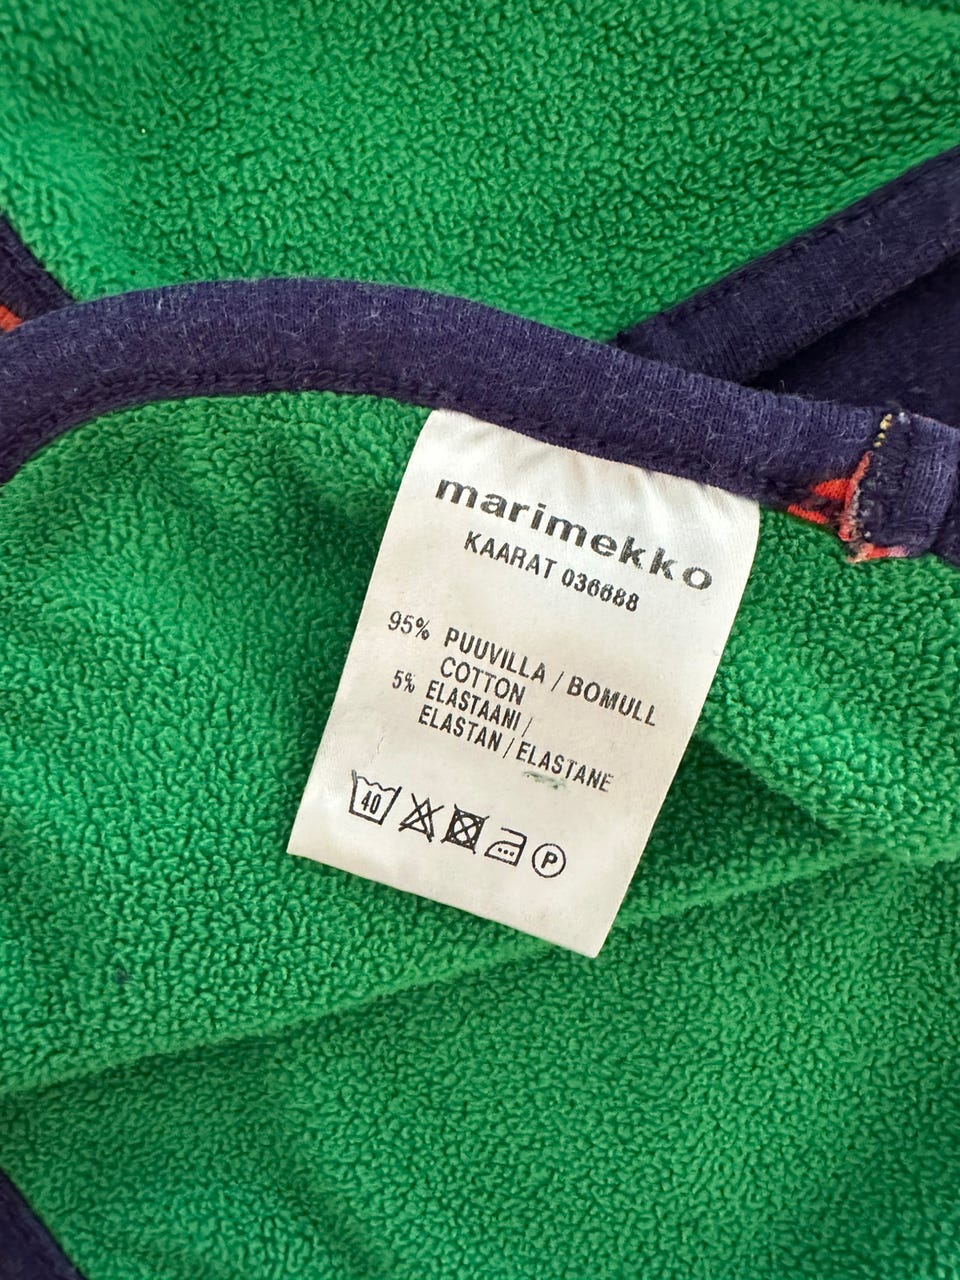 marimekko
KAARAT 036688
95% PUUVILLA / BOMULL
COTTON
5% ELASTAANI /
ELASTAN / ELASTANE
40
P